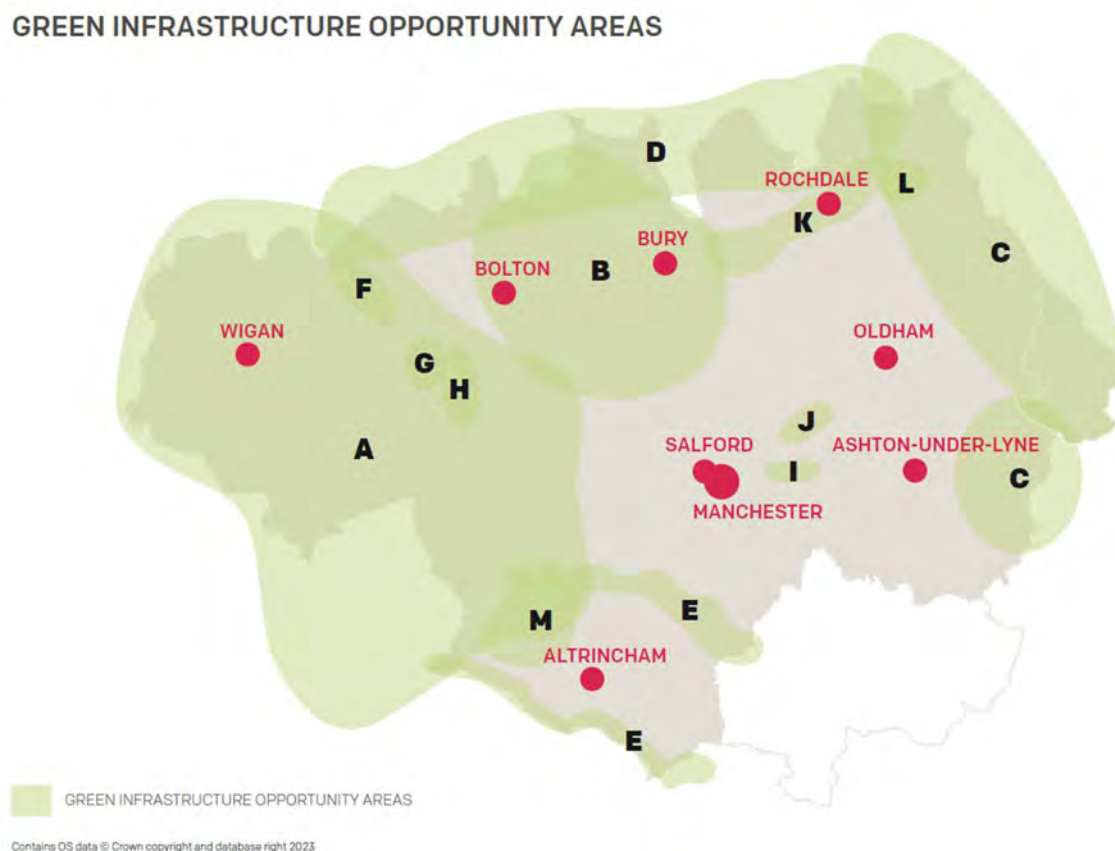 GREEN INFRASTRUCTURE OPPORTUNITY AREAS
D
ROCHDALE
L
K
BURY
C
BOLTON
B
F
WIGAN
OLDHAM
G
H
J
A
SALFORD
ASHTON-UNDER-LYNE
I
C
MANCHESTER
E
M
ALTRINCHAM
E
GREEN INFRASTRUCTURE OPPORTUNITY AREAS
Contains OS data © Crown copyright and database right 2023